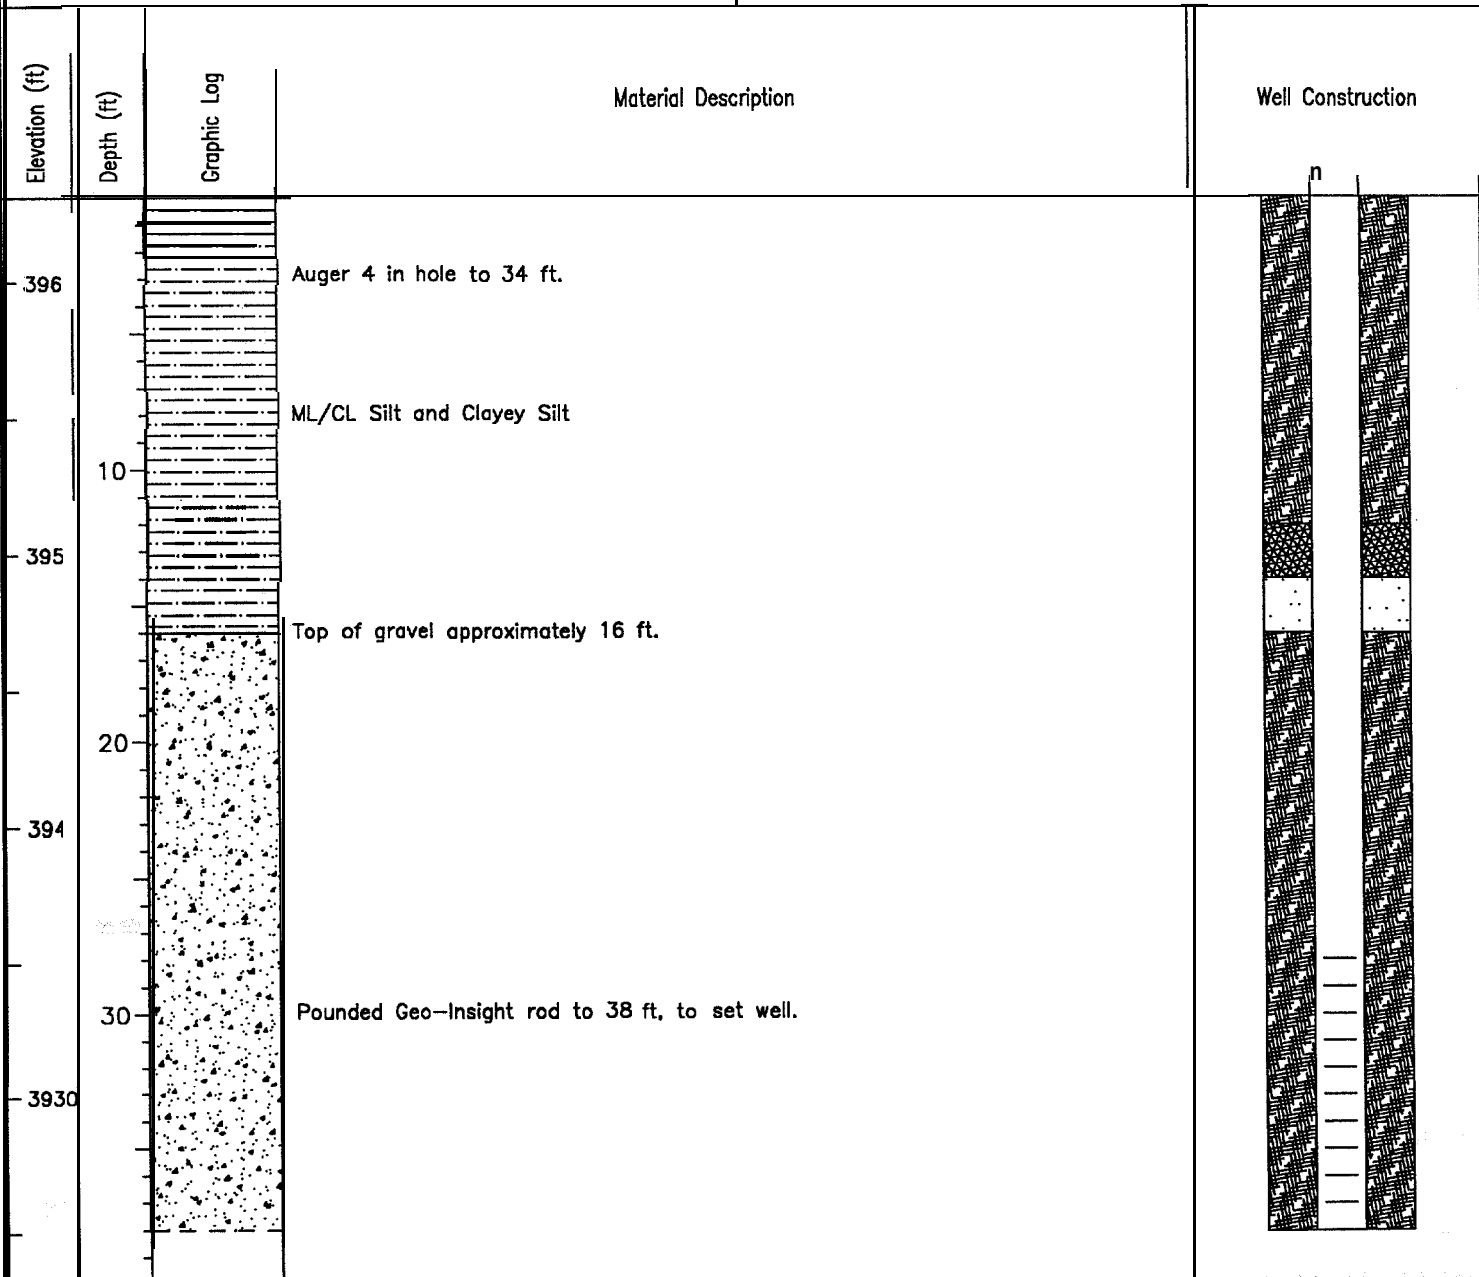 Elevation (ft)
Depth (ft)
Graphic Log
Material Description
Well Construction
n
396
Auger 4 in hole to 34 ft.
ML/CL Silt and Clayey Silt
10
395
Top of gravel approximately 16 ft.
20
394
30
Pounded Geo-Insight rod to 38 ft, to set well.
3930